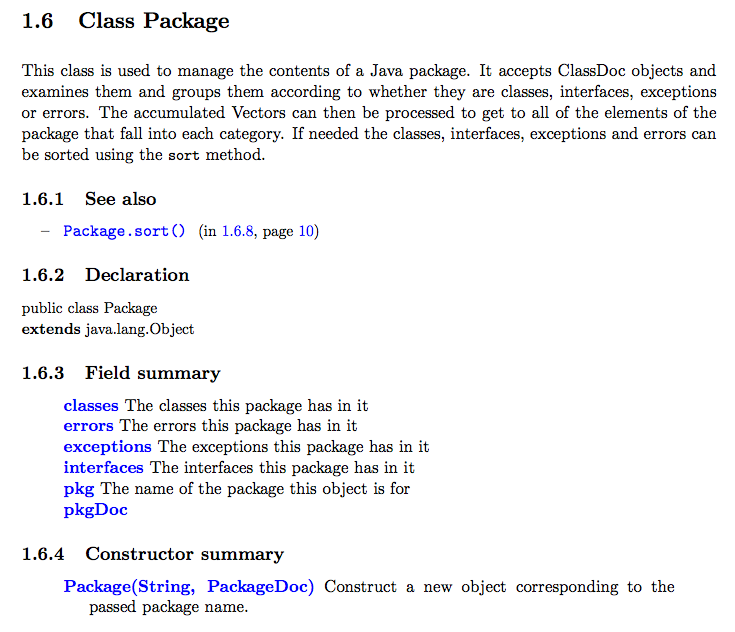 1.6 Class Package
This class is used to manage the contents of a Java package. It accepts ClassDoc objects and
examines them and groups them according to whether they are classes, interfaces, exceptions
or errors. The accumulated Vectors can then be processed to get to all of the elements of the
package that fall into each category. If needed the classes, interfaces, exceptions and errors can
be sorted using the sort method.
1.6.1 See also
– Package.sort() (in 1.6.8, page 10)
1.6.2 Declaration
public class Package
extends java.lang.Object
1.6.3 Field summary
classes The classes this package has in it
errors The errors this package has in it
exceptions The exceptions this package has in it
interfaces The interfaces this package has in it
pkg The name of the package this object is for
pkgDoc
1.6.4 Constructor summary
Package(String, PackageDoc) Construct a new object corresponding to the
passed package name.